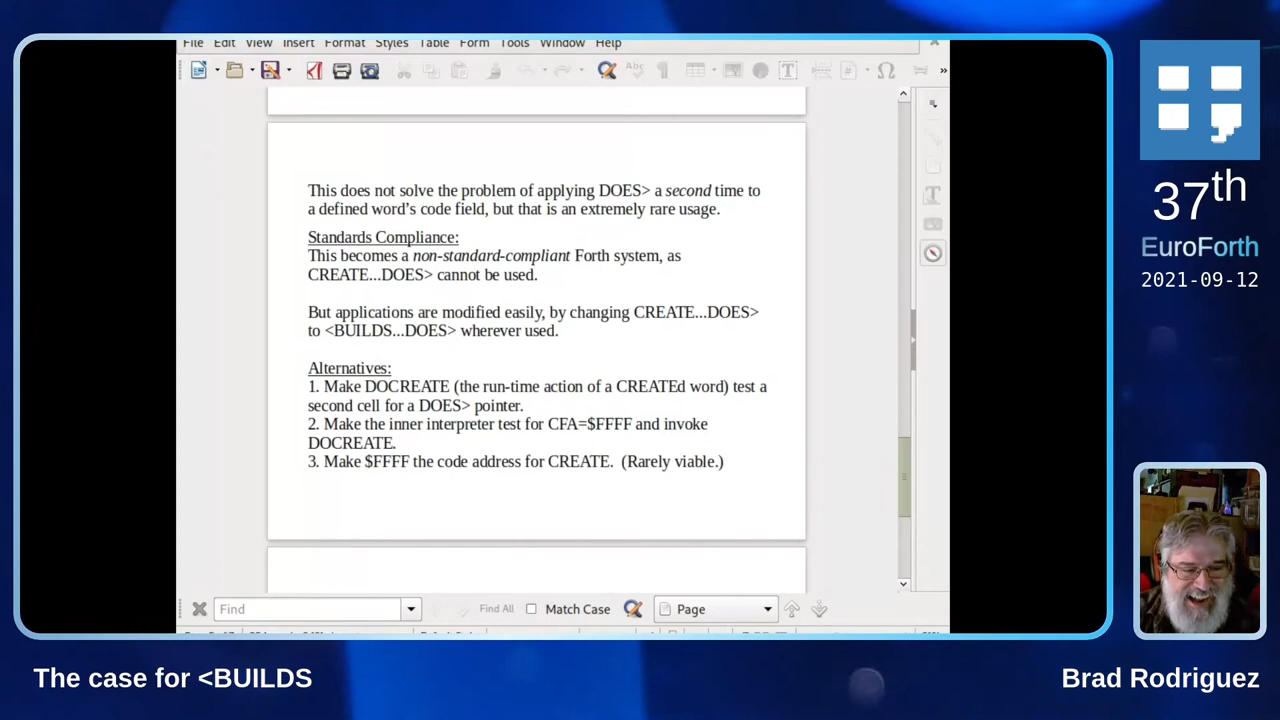 File Edit View Insert Format Styles Table Form Tools Window Help
This does not solve the problem of applying DOES> a second time to
a defined word's code field, but that is an extremely rare usage.
Standards Compliance:
This becomes a non-standard-compliant Forth system, as
CREATE...DOES> cannot be used.
But applications are modified easily, by changing CREATE...DOES>
to <BUILDS...DOES> wherever used.
Alternatives:
1. Make DOCREATE (the run-time action of a CREATEd word) test a
second cell for a DOES> pointer.
2. Make the inner interpreter test for CFA=$FFFF and invoke
DOCREATE.
3. Make $FFFF the code address for CREATE.  (Rarely viable.)
Find
Find All
Match Case
Page
37th
EuroForth
2021-09-12
The case for <BUILDS
Brad Rodriguez